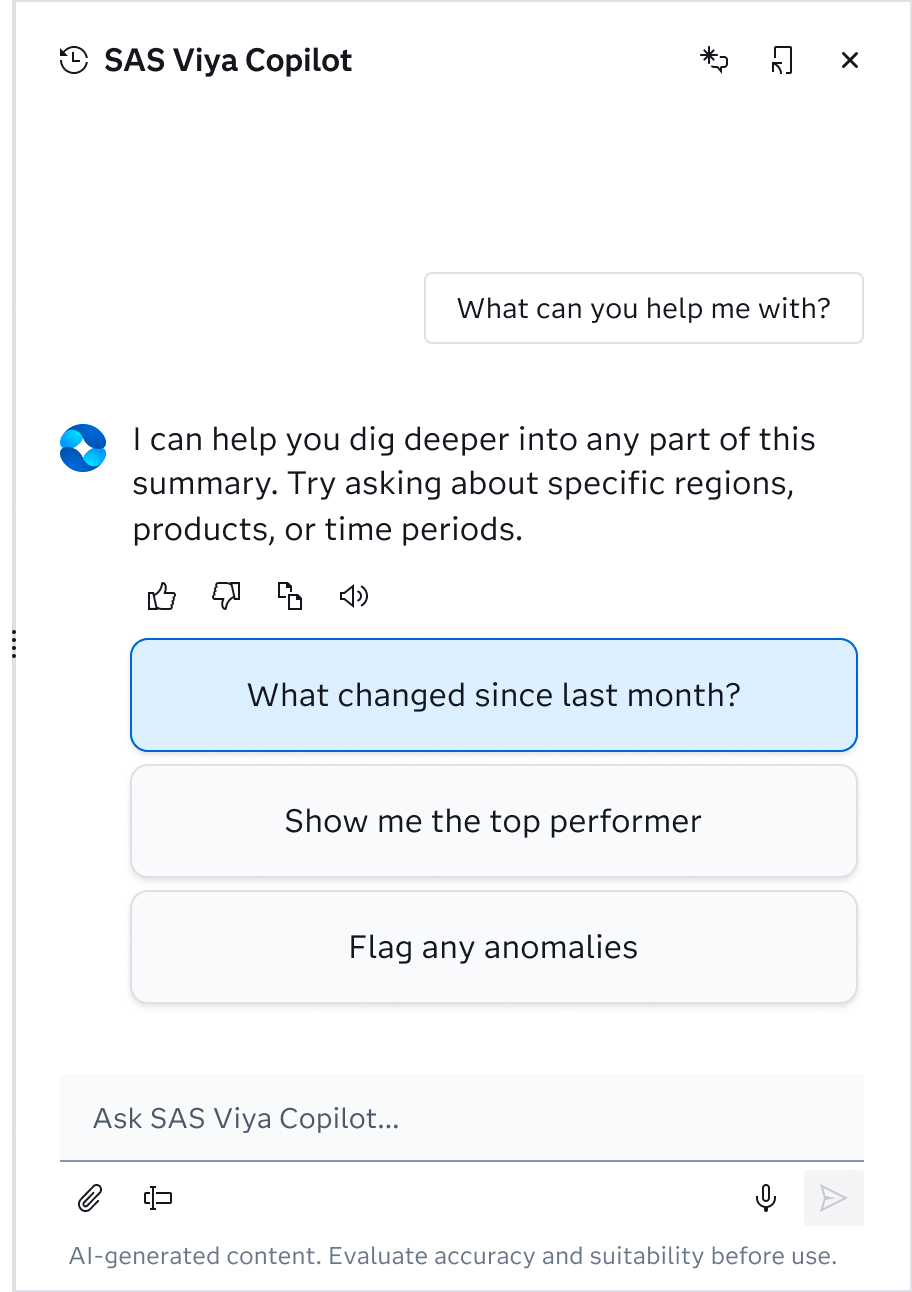 SAS Viya Copilot
What can you help me with?
I can help you dig deeper into any part of this
summary. Try asking about specific regions,
products, or time periods.
What changed since last month?
Show me the top performer
Flag any anomalies
Ask SAS Viya Copilot...
AI-generated content. Evaluate accuracy and suitability before use.